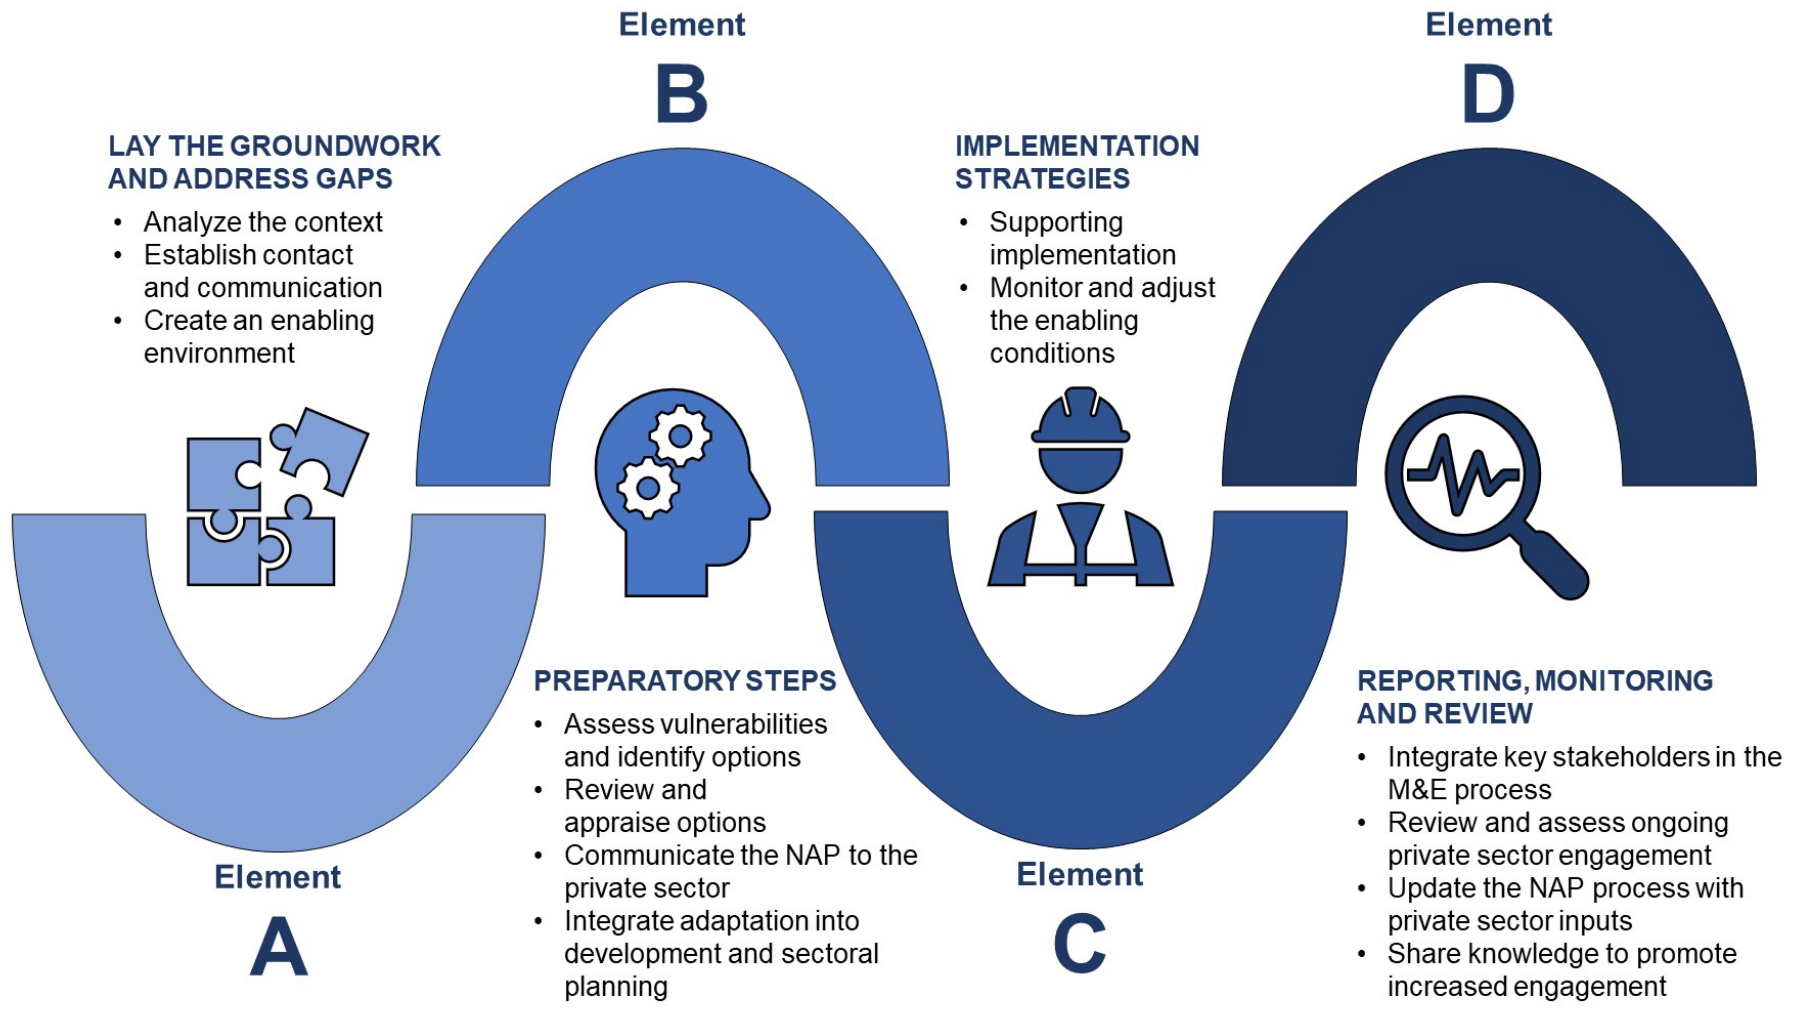 Element
A
LAY THE GROUNDWORK
AND ADDRESS GAPS
• Analyze the context
• Establish contact
and communication
• Create an enabling
environment
Element
B
PREPARATORY STEPS
• Assess vulnerabilities
and identify options
• Review and
appraise options
• Communicate the NAP to the
private sector
• Integrate adaptation into
development and sectoral
planning
Element
C
IMPLEMENTATION
STRATEGIES
• Supporting
implementation
• Monitor and adjust
the enabling
conditions
Element
D
REPORTING, MONITORING
AND REVIEW
• Integrate key stakeholders in the
M&E process
• Review and assess ongoing
private sector engagement
• Update the NAP process with
private sector inputs
• Share knowledge to promote
increased engagement